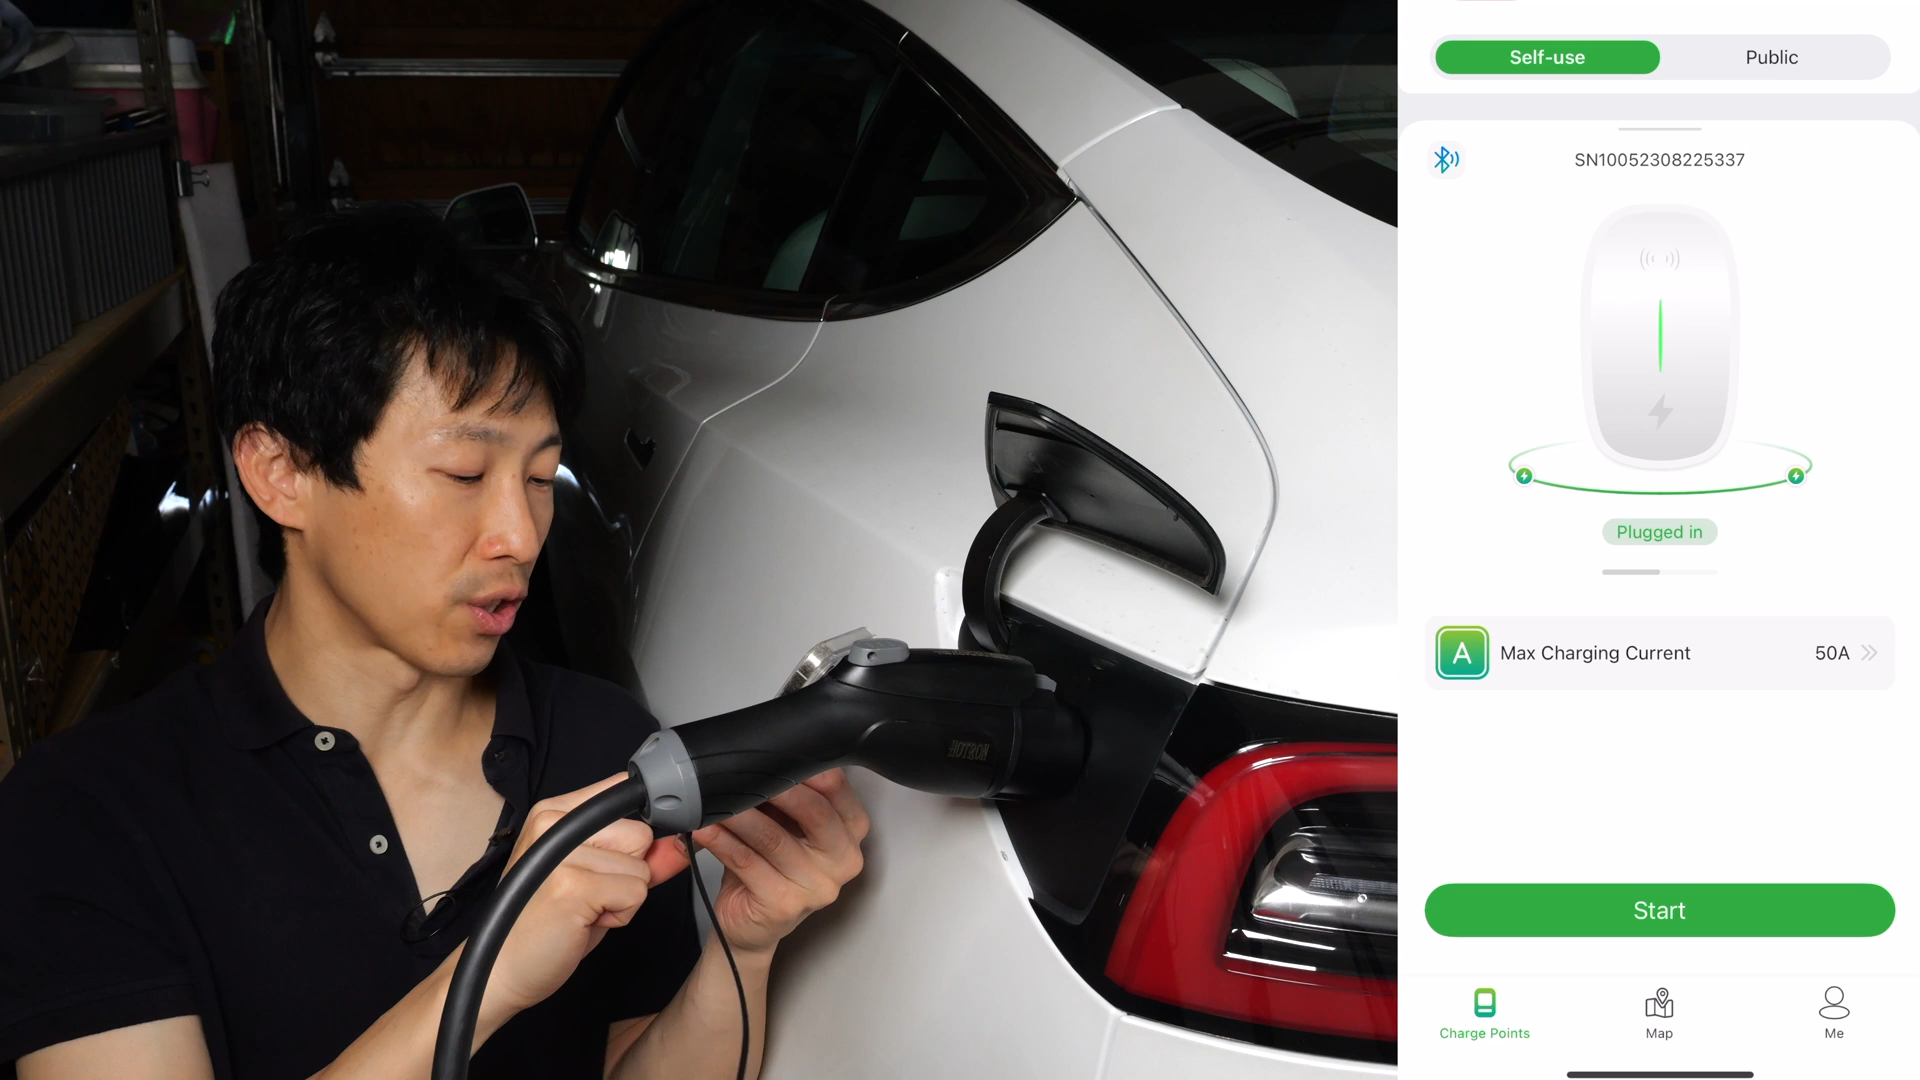 Self-use
Public
SN10052308225337
Plugged in
A
Max Charging Current
50A
Start
Charge Points
Map
Me